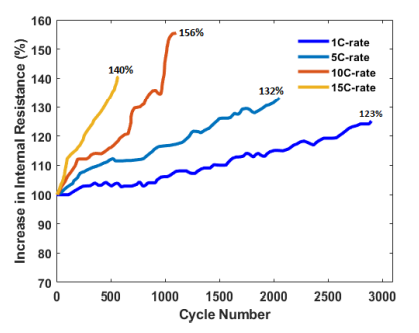 160
150
140
130
120
110
100
90
80
70
Increase in Internal Resistance (%)
156%
140%
132%
123%
1C-rate
5C-rate
10C-rate
15C-rate
0 500 1000 1500 2000 2500 3000
Cycle Number